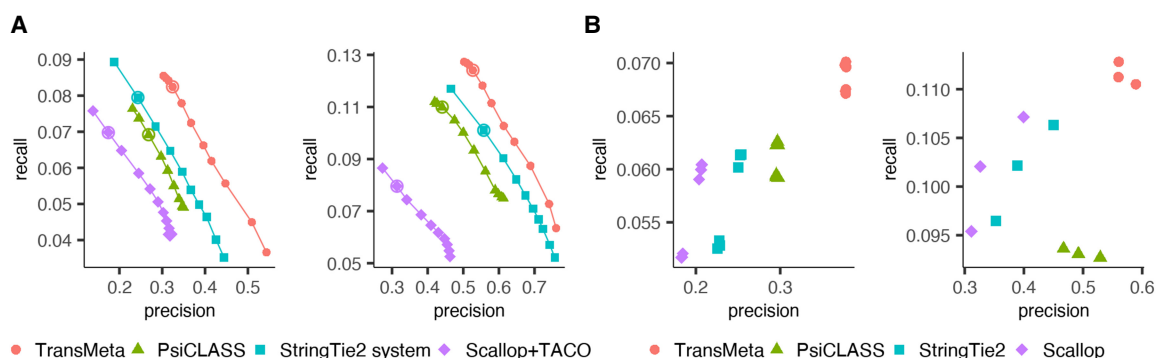 A
B
0.09
0.08
0.07
0.06
0.05
0.04
recall
0.2 0.3 0.4 0.5
precision
0.13
0.11
0.09
0.07
0.05
recall
0.3 0.4 0.5 0.6 0.7
precision
0.070
0.065
0.060
0.055
recall
0.2 0.3
precision
0.110
0.105
0.100
0.095
recall
0.3 0.4 0.5 0.6
precision
TransMeta PsiCLASS StringTie2 system Scallop+TACO
TransMeta PsiCLASS StringTie2 Scallop